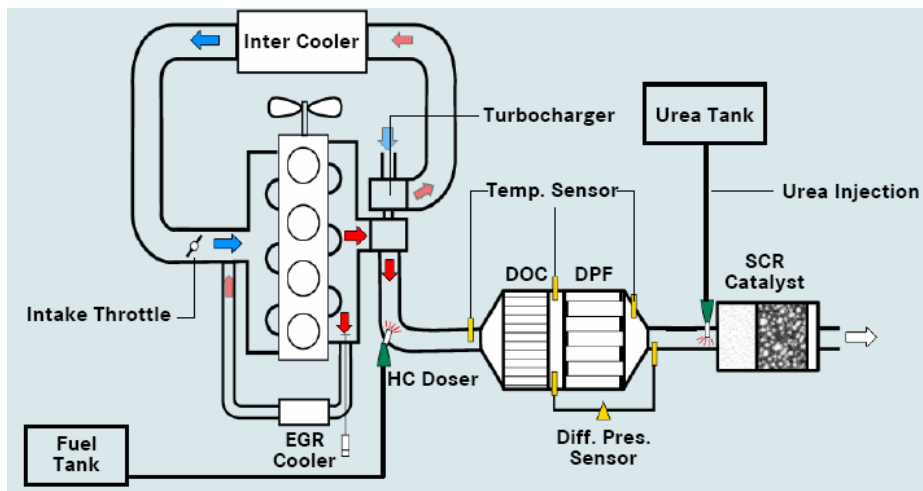 Inter Cooler
Turbocharger
Urea Tank
Temp. Sensor
Urea Injection
DOC
DPF
SCR
Catalyst
Intake Throttle
HC Doser
EGR
Cooler
Diff. Pres.
Sensor
Fuel
Tank